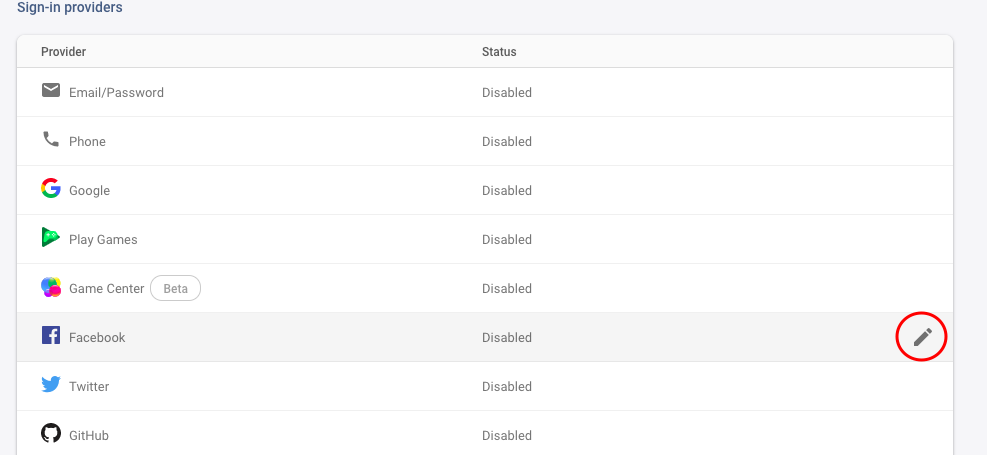 Sign-in providers
Provider Status
Email/Password Disabled
Phone Disabled
Google Disabled
Play Games Disabled
Game Center Beta Disabled
Facebook Disabled
Twitter Disabled
GitHub Disabled